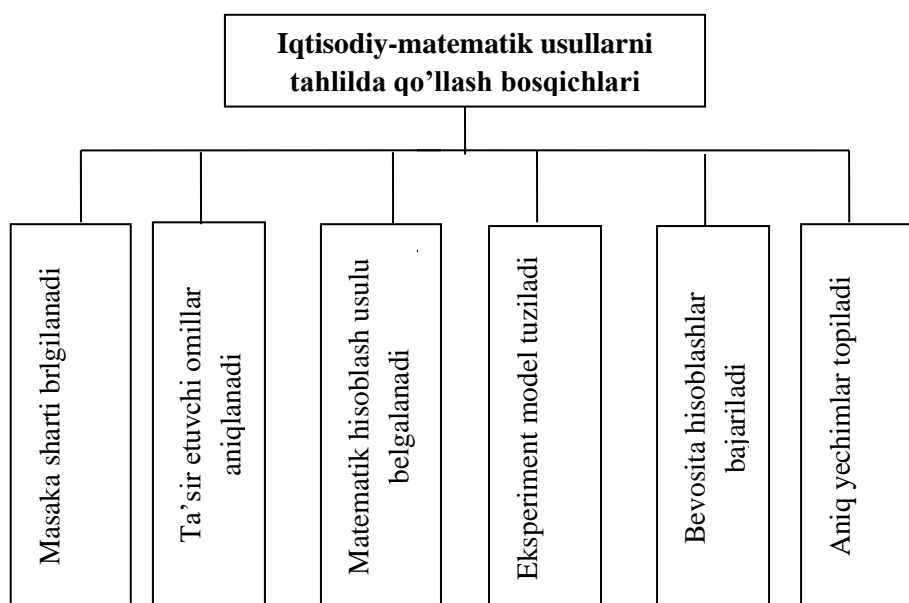 Iqtisodiy-matematik usullarni
tahlilda qo’llash bosqichlari
Masaka sharti brlgilanadi
Ta’sir etuvchi omillar
aniqlanadi
Matematik hisoblash usulu
belgalanadi
Eksperiment model tuziladi
Bevosita hisoblashlar
bajariladi
Aniq yechimlar topiladi